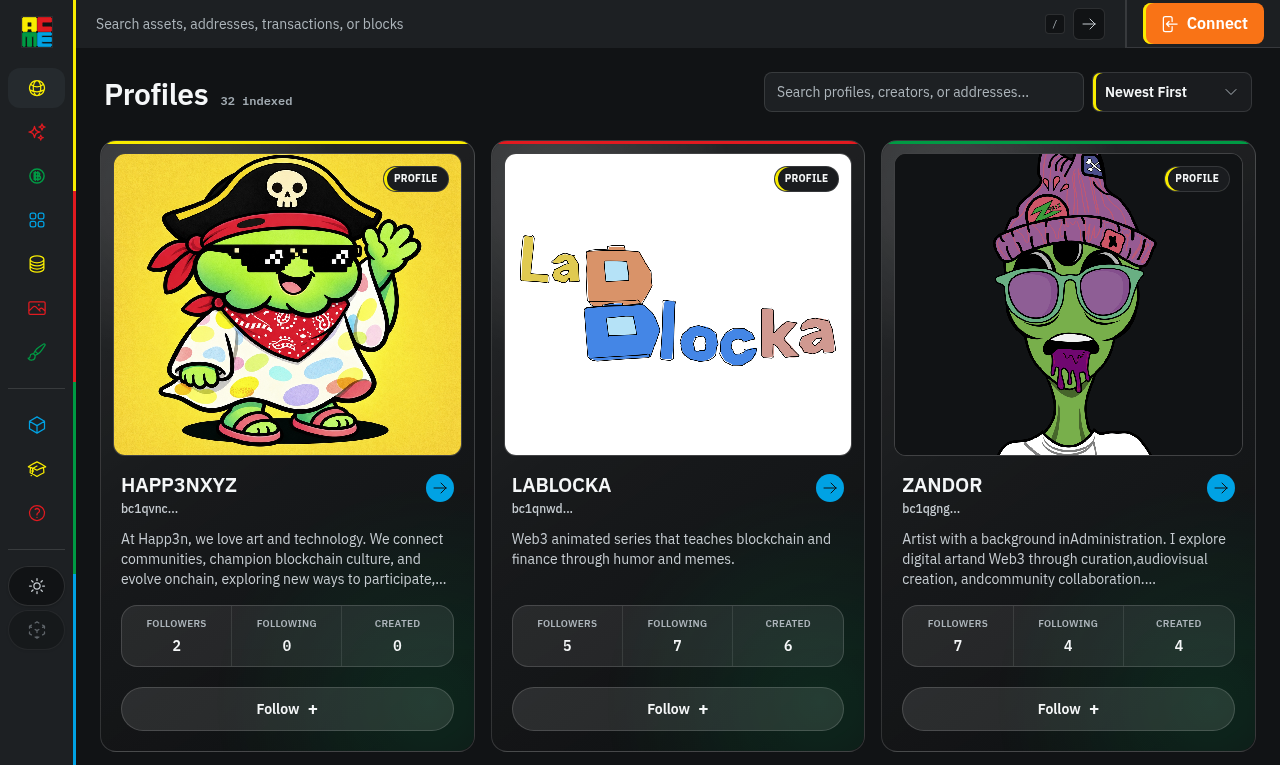 ACME
Search assets, addresses, transactions, or blocks
/
Connect
Profiles
32 indexed
Search profiles, creators, or addresses...
Newest First
PROFILE
HAPP3NXYZ
bc1qvnc...
At Happ3n, we love art and technology. We connect
communities, champion blockchain culture, and
evolve onchain, exploring new ways to participate,...
FOLLOWERS
2
FOLLOWING
0
CREATED
0
Follow +
PROFILE
La Blocka
LABLOCKA
bc1qnwd...
Web3 animated series that teaches blockchain and
finance through humor and memes.
FOLLOWERS
5
FOLLOWING
7
CREATED
6
Follow +
PROFILE
ZANDOR
bc1qgng...
Artist with a background inAdministration. I explore
digital artand Web3 through curation,audiovisual
creation, andcommunity collaboration....
FOLLOWERS
7
FOLLOWING
4
CREATED
4
Follow +